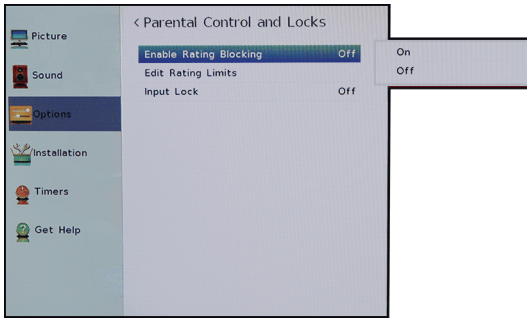 Picture
Sound
Options
Installation
Timers
Get Help
< Parental Control and Locks
Enable Rating Blocking Off
Edit Rating Limits
Input Lock Off
On
Off